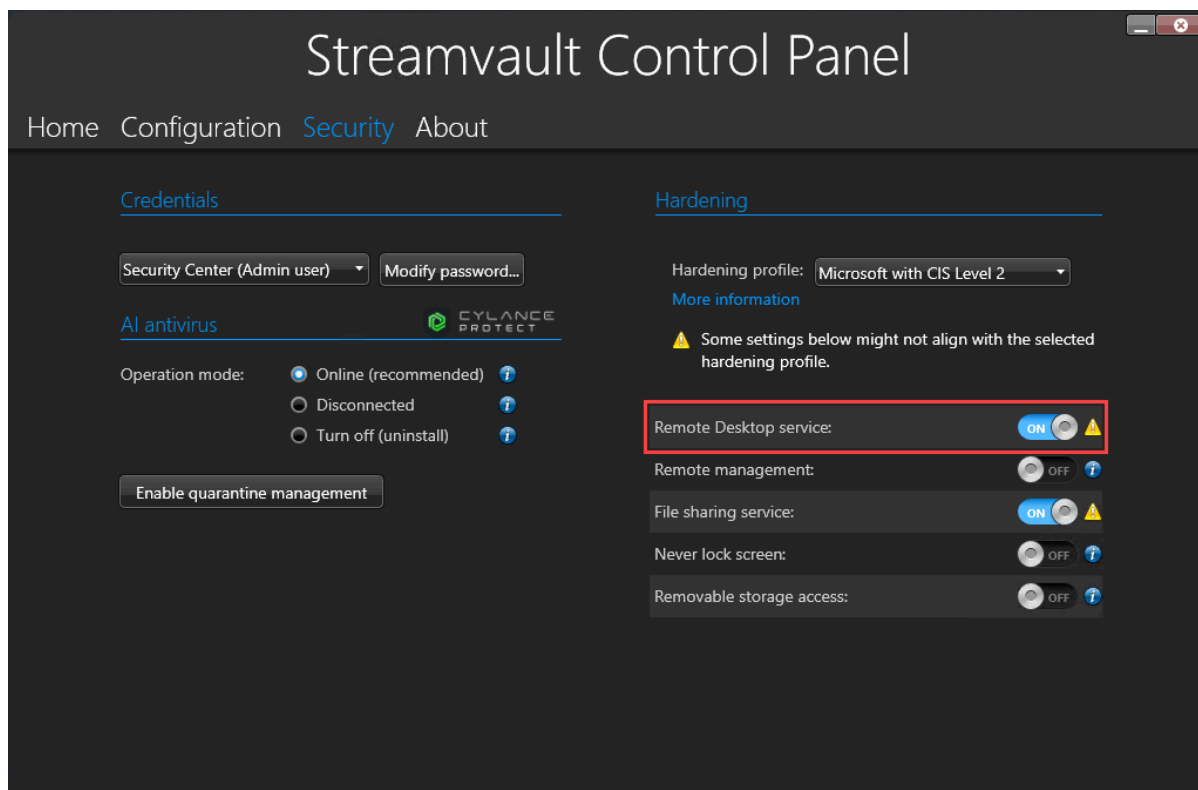 Streamvault Control Panel
Home Configuration Security About
Credentials
Security Center (Admin user)
Modify password...
AI antivirus
CYLANCE
PROTECT
Operation mode:
Online (recommended)
Disconnected
Turn off (uninstall)
Enable quarantine management
Hardening
Hardening profile:
Microsoft with CIS Level 2
More information
Some settings below might not align with the selected
hardening profile.
Remote Desktop service: ON
Remote management: OFF
File sharing service: ON
Never lock screen: OFF
Removable storage access: OFF